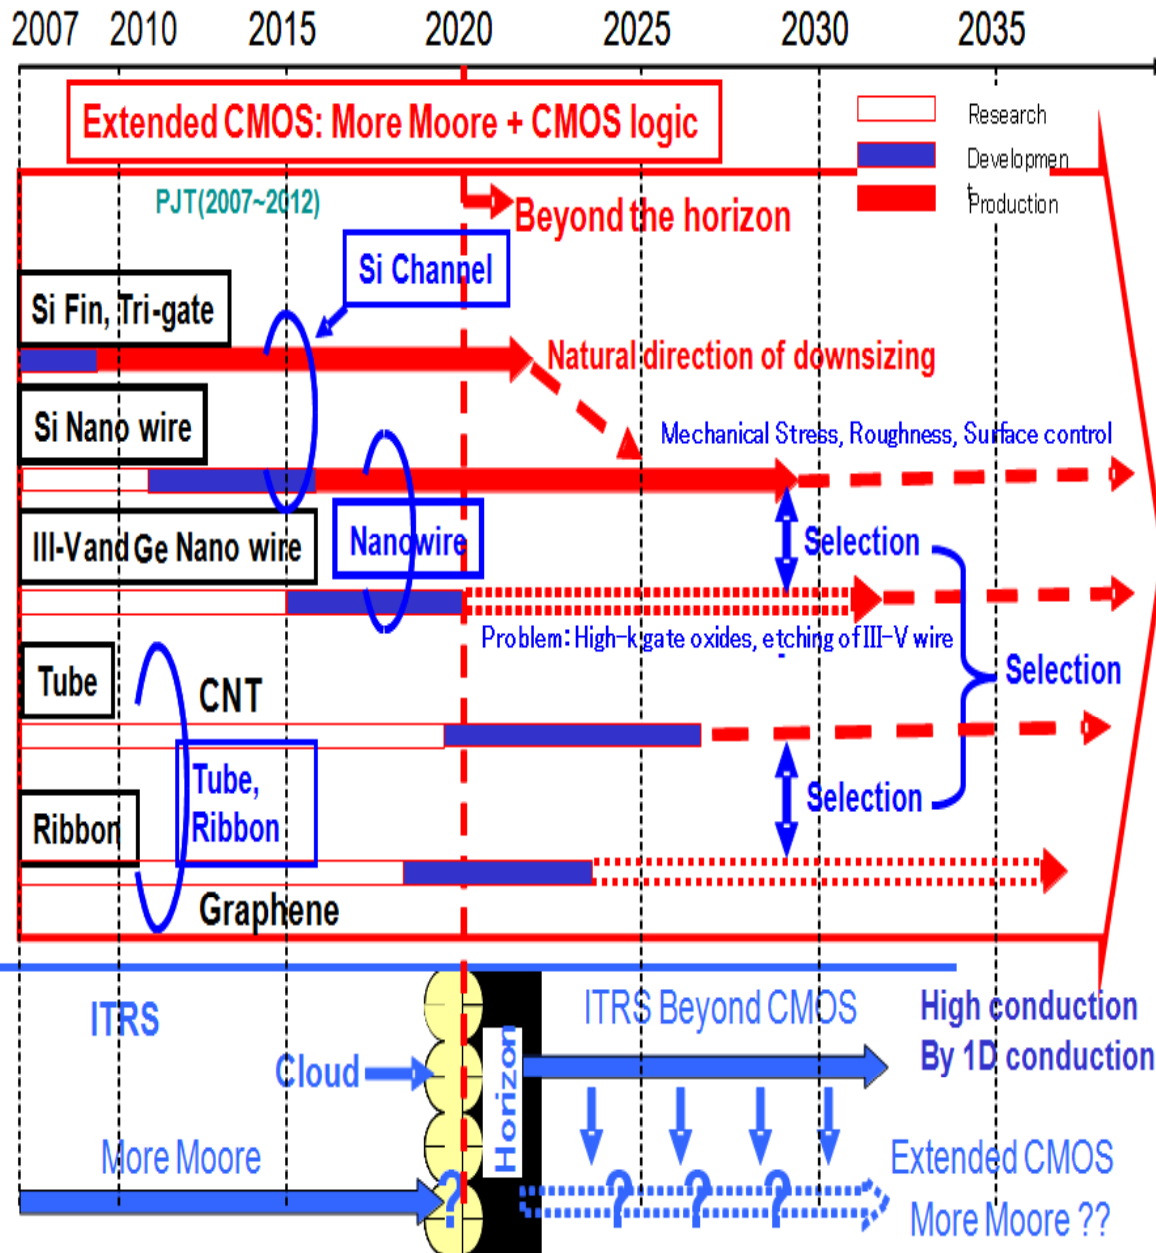 2007 2010 2015 2020 2025 2030 2035
Extended CMOS: More Moore + CMOS logic
Research
Developmen
t
Production
PJT(2007~2012)
Beyond the horizon
Si Channel
Si Fin, Tri-gate
Natural direction of downsizing
Si Nano wire
Mechanical Stress, Roughness, Surface control
III-V and Ge Nano wire
Nanowire
Selection
Problem: High-k gate oxides, etching of III-V wire
Tube
CNT
Selection
Tube,
Ribbon
Selection
Ribbon
Graphene
ITRS
ITRS Beyond CMOS
High conduction
By 1D conduction
Cloud
Horizon
More Moore
?
? ? ?
Extended CMOS
More Moore ??